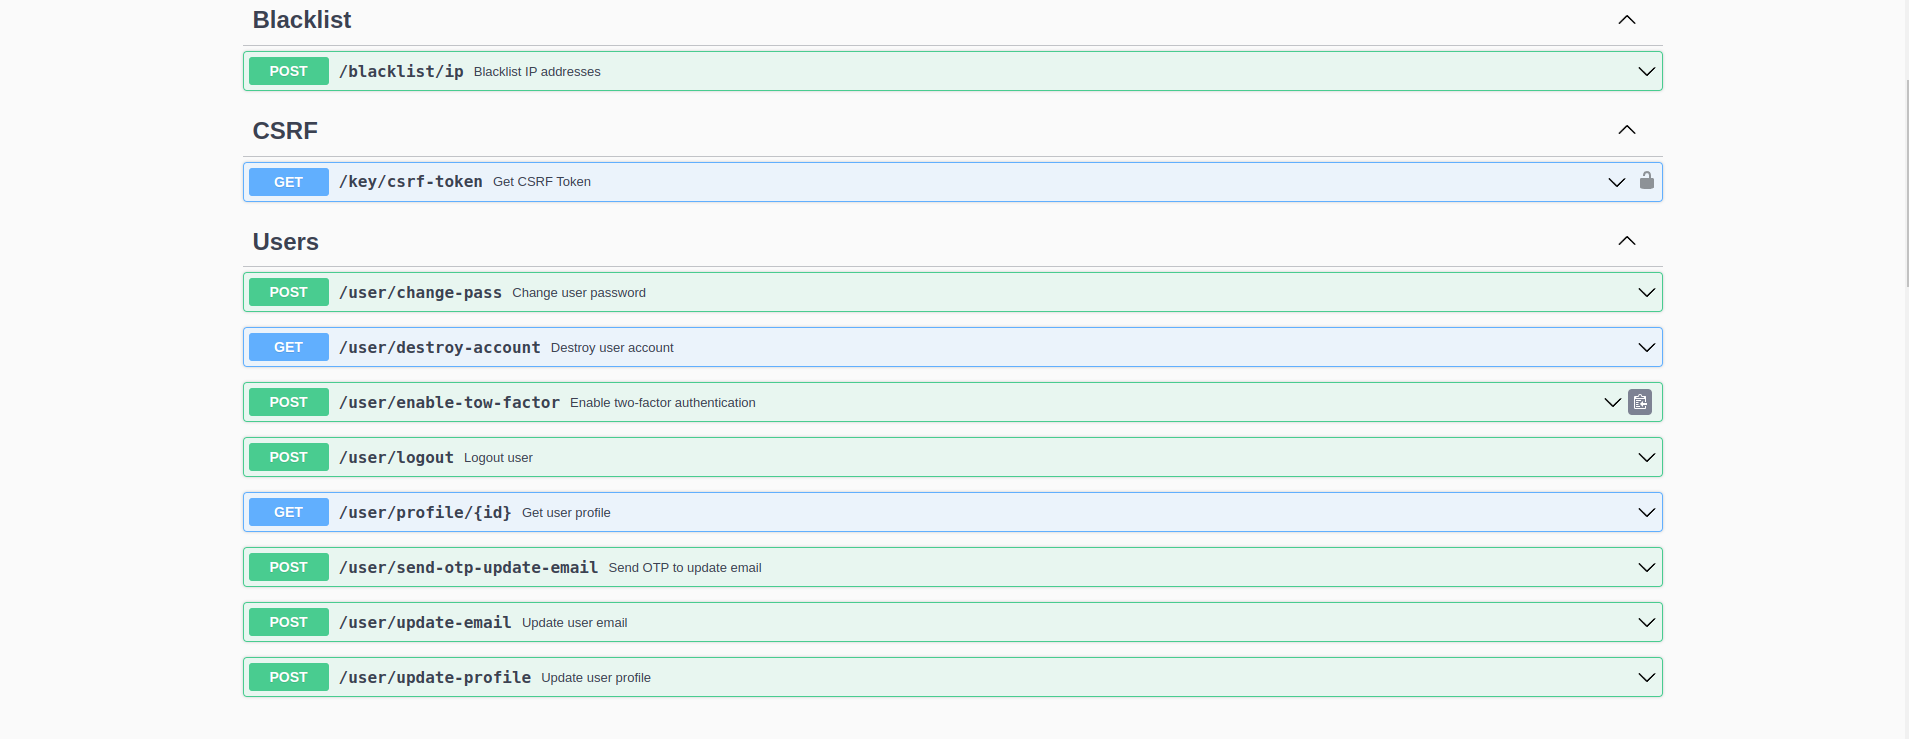 Blacklist
POST /blacklist/ip Blacklist IP addresses
CSRF
GET /key/csrf-token Get CSRF Token
Users
POST /user/change-pass Change user password
GET /user/destroy-account Destroy user account
POST /user/enable-tow-factor Enable two-factor authentication
POST /user/logout Logout user
GET /user/profile/{id} Get user profile
POST /user/send-otp-update-email Send OTP to update email
POST /user/update-email Update user email
POST /user/update-profile Update user profile